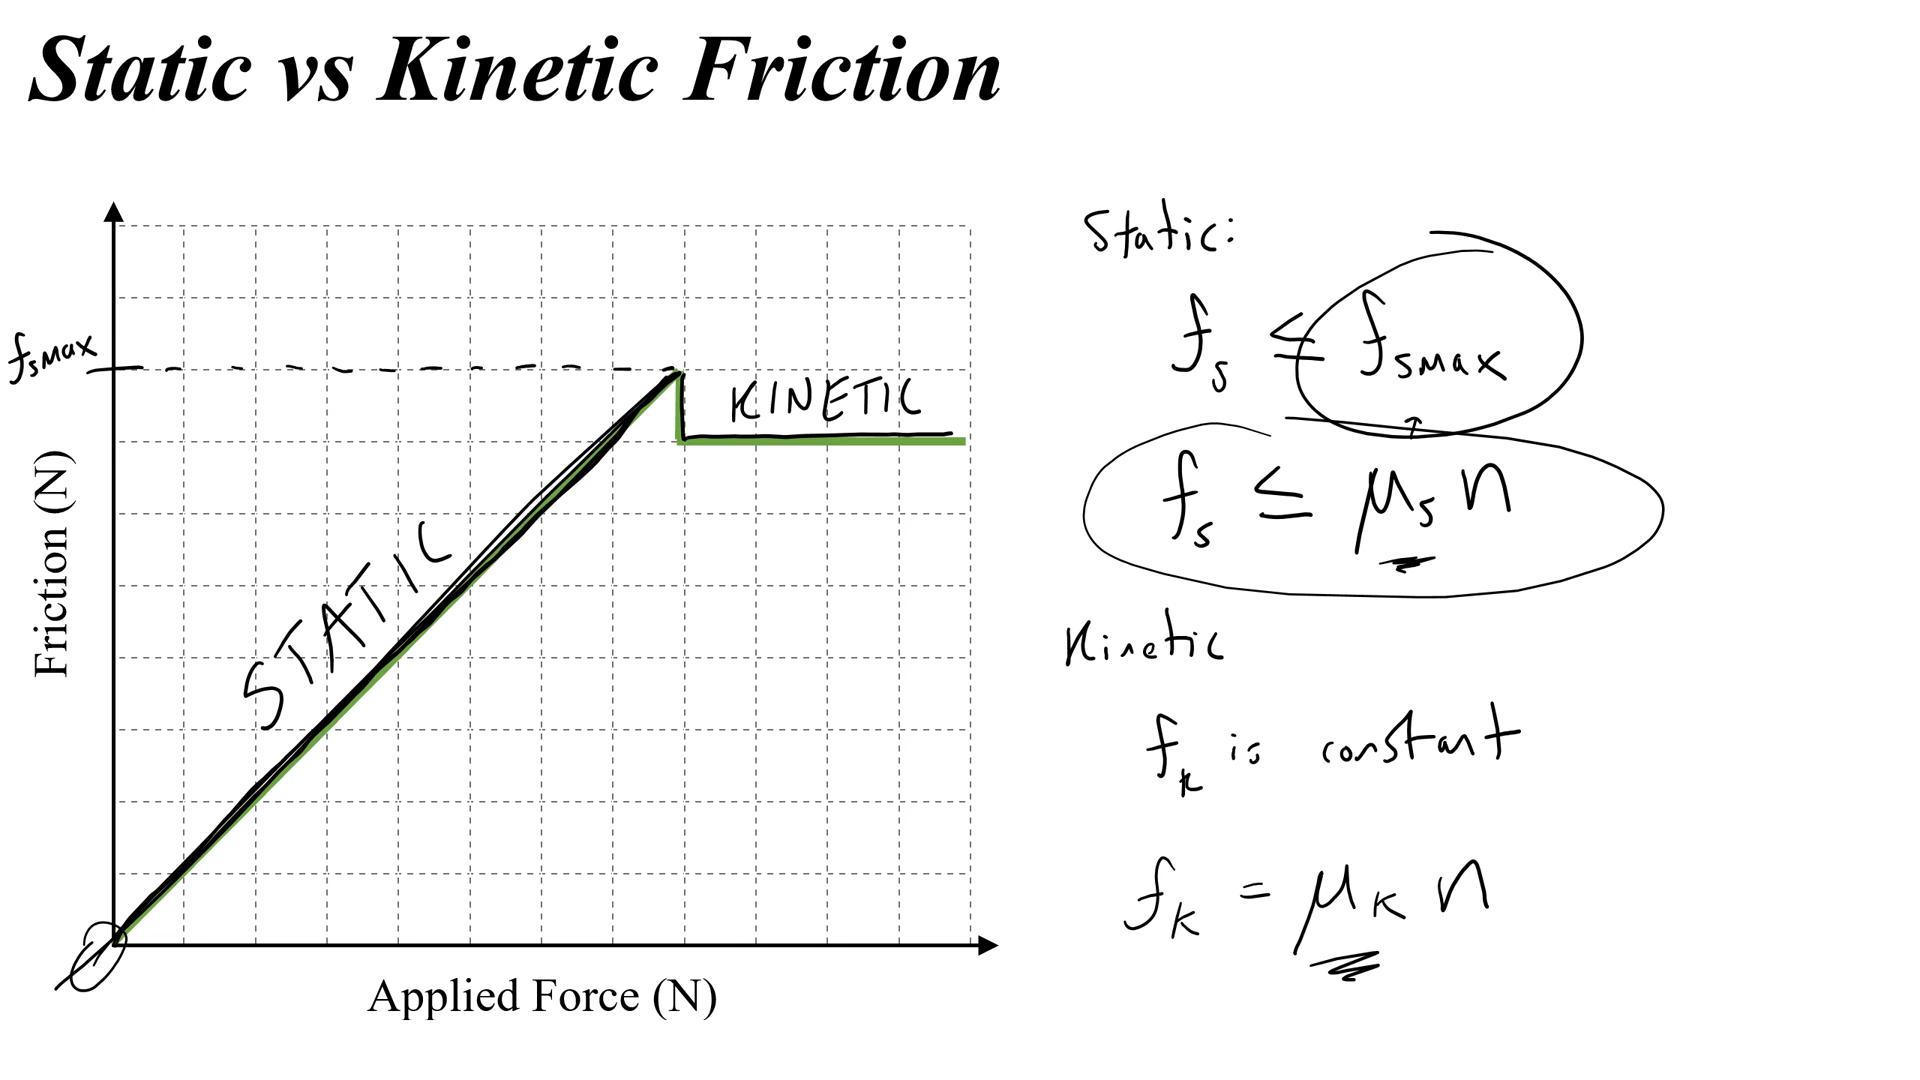 Static vs Kinetic Friction
fsmax
KINETIC
STATIC
Friction (N)
Applied Force (N)
Static:
fs ≤ fsmax
fs ≤ μs n
Kinetic
fk is constant
fk = μk n